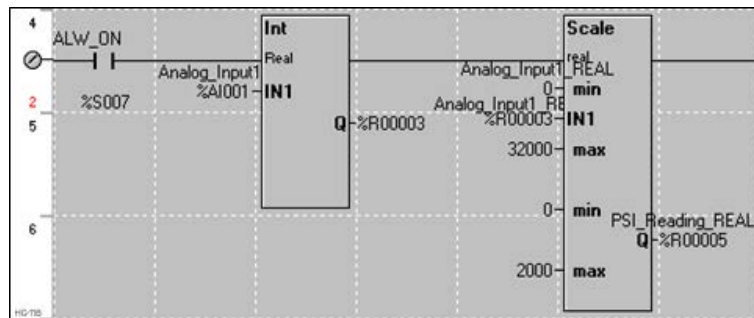 4
ALW_ON
%S007
2
5
6
Int
Real
Analog_Input1
%AI001
IN1
Q
%R00003
Scale
real
Analog_Input1_REAL
0
min
Analog_Input1_RE
%R00003
IN1
32000
max
0
min
PSI_Reading_REAL
Q
%R00005
2000
max